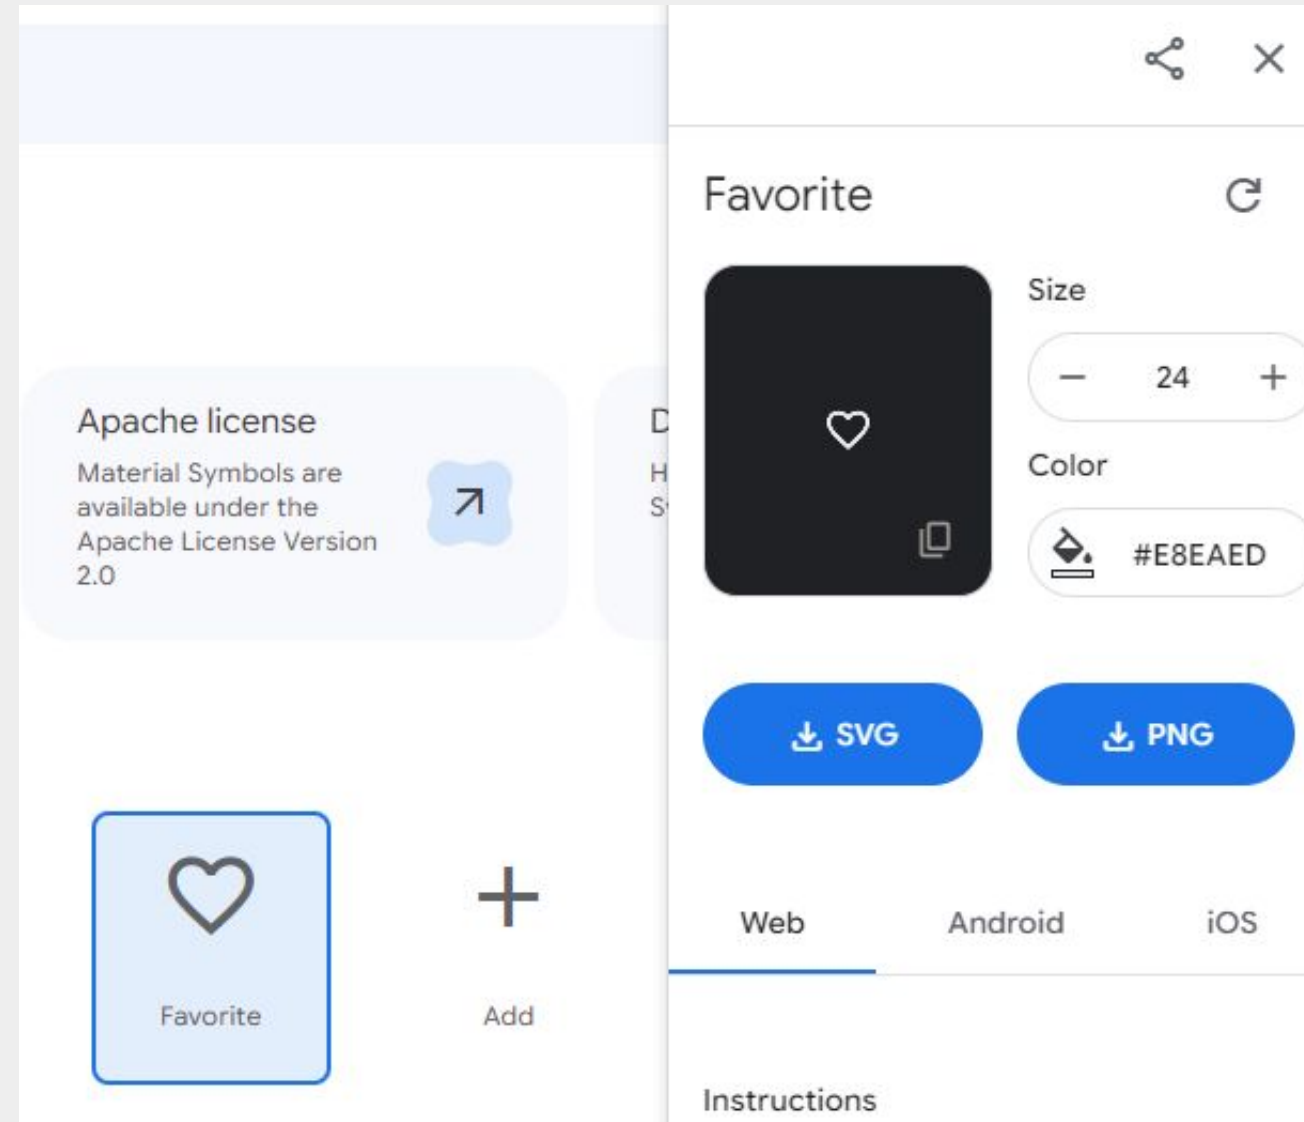 Apache license
Material Symbols are
available under the
Apache License Version
2.0
D
H
Favorite
Add
Favorite
Size
24
Color
#E8EAED
SVG
PNG
Web
Android
iOS
Instructions